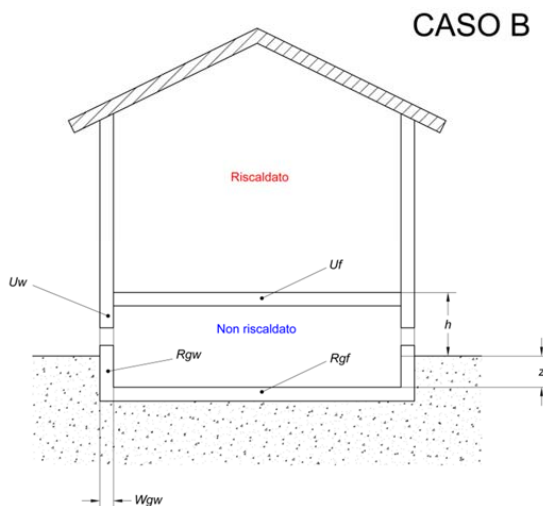 CASO B
Riscaldato
Uf
Uw
Non riscaldato
h
Rgw
Rgf
z
Wgw